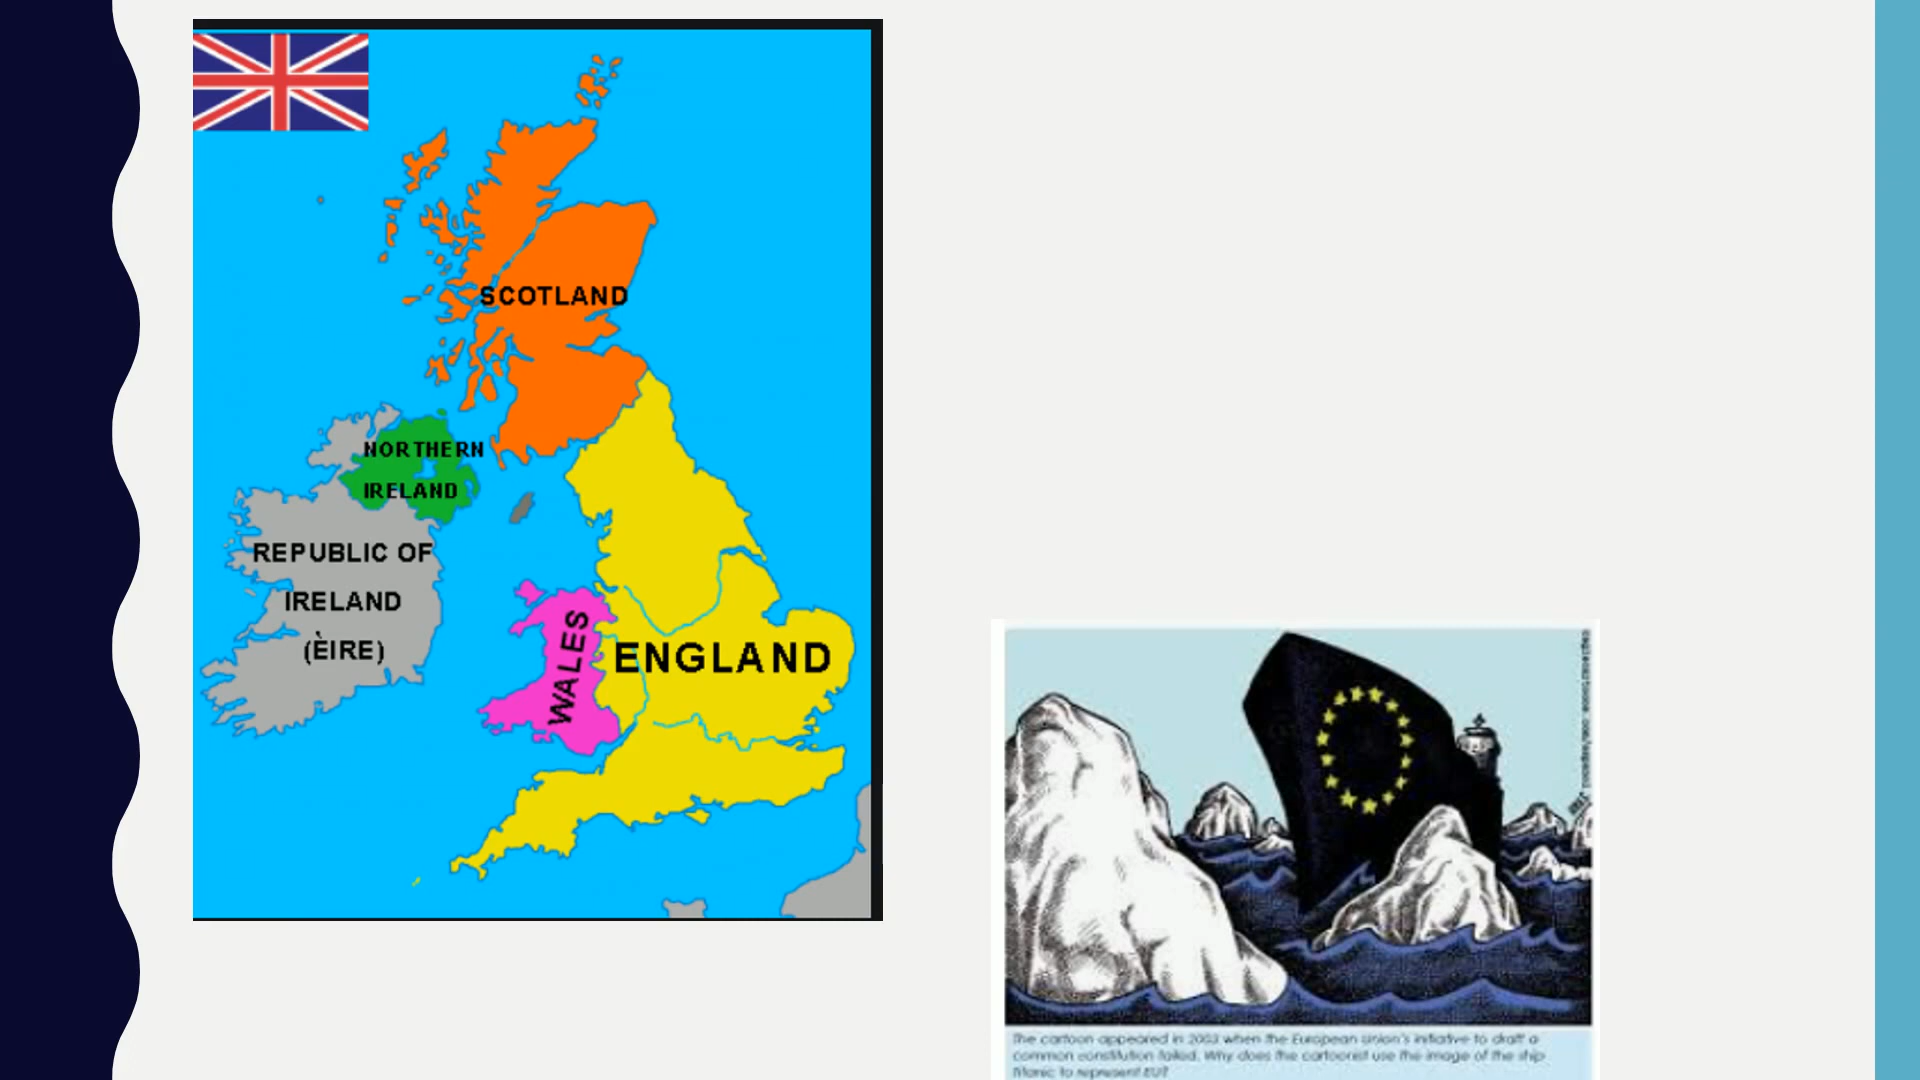 SCOTLAND
NORTHERN
IRELAND
REPUBLIC OF
IRELAND
(ÈIRE)
WALES
ENGLAND
The cartoon appeared in 2003 when the European Union's initiative to draft a
common constitution failed. Why does the cartoonist use the image of the ship
Titanic to represent EU?